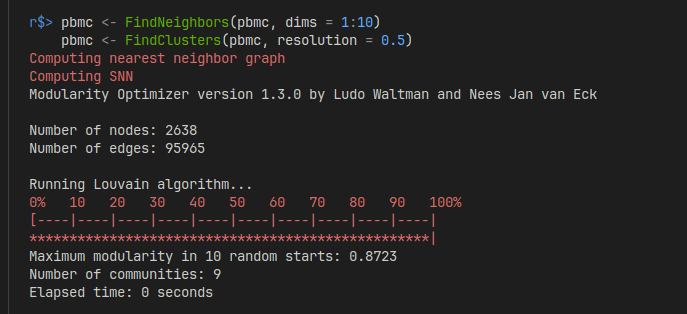 r$> pbmc <- FindNeighbors(pbmc, dims = 1:10)
    pbmc <- FindClusters(pbmc, resolution = 0.5)
Computing nearest neighbor graph
Computing SNN
Modularity Optimizer version 1.3.0 by Ludo Waltman and Nees Jan van Eck

Number of nodes: 2638
Number of edges: 95965

Running Louvain algorithm...
0%   10   20   30   40   50   60   70   80   90   100%
[----|----|----|----|----|----|----|----|----|----|
**************************************************|
Maximum modularity in 10 random starts: 0.8723
Number of communities: 9
Elapsed time: 0 seconds